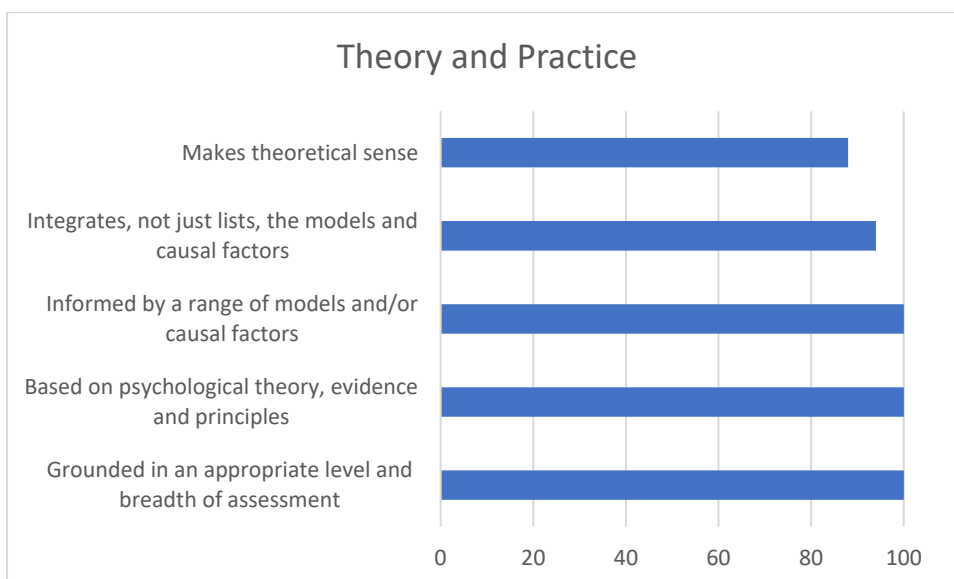 Theory and Practice
Makes theoretical sense
Integrates, not just lists, the models and
causal factors
Informed by a range of models and/or
causal factors
Based on psychological theory, evidence
and principles
Grounded in an appropriate level and
breadth of assessment
0 20 40 60 80 100